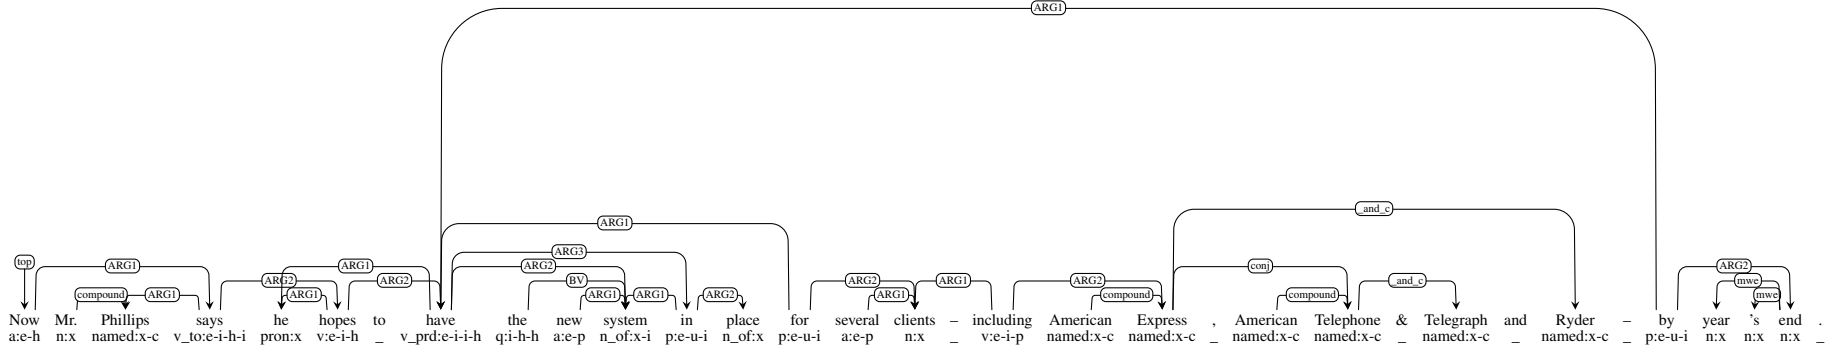 ARG1
_and_c
ARG1
ARG3
top
ARG1
ARG1
ARG2
conj
ARG2
ARG2
ARG2
BV
ARG2
ARG1
ARG2
_and_c
mwe
compound
ARG1
ARG1
ARG1
ARG1
ARG2
ARG1
compound
compound
mwe
Now Mr. Phillips says he hopes to have the new system in place for several clients – including American Express , American Telephone & Telegraph and Ryder – by year 's end .
a:e-h n:x named:x-c v_to:e-i-h-i pron:x v:e-i-h _ v_prd:e-i-i-h q:i-h-h a:e-p n_of:x-i p:e-u-i n_of:x p:e-u-i a:e-p n:x _ v:e-i-p named:x-c named:x-c _ named:x-c named:x-c _ named:x-c _ named:x-c _ p:e-u-i n:x n:x n:x _